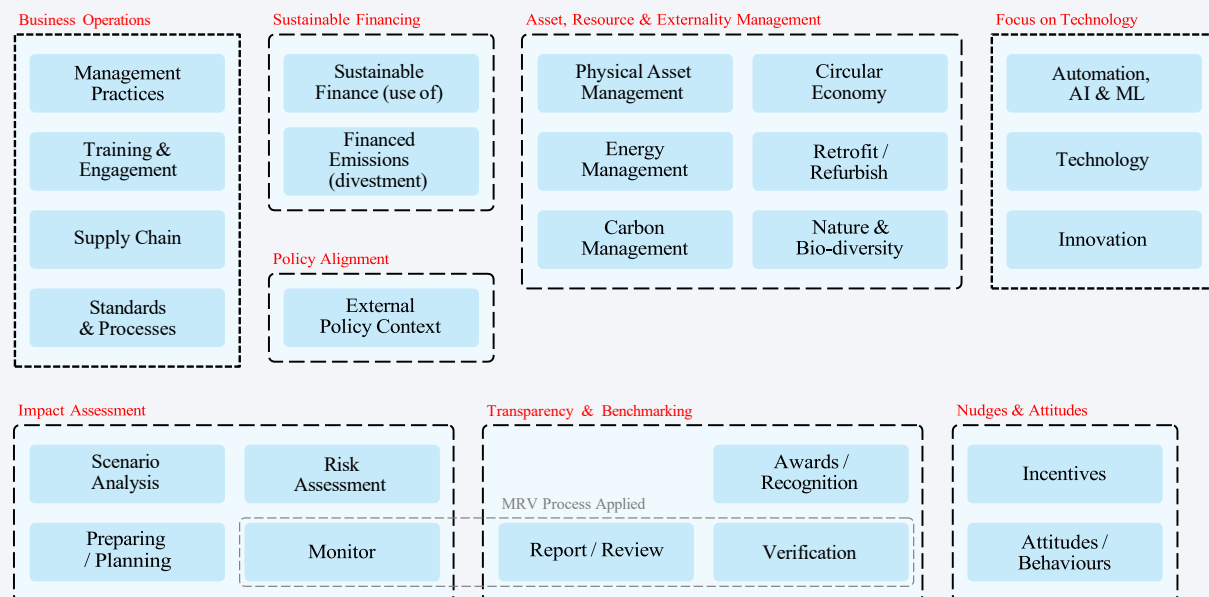 Business Operations
Management
Practices
Training &
Engagement
Supply Chain
Standards
& Processes
Sustainable Financing
Sustainable
Finance (use of)
Financed
Emissions
(divestment)
Policy Alignment
External
Policy Context
Asset, Resource & Externality Management
Physical Asset
Management
Circular
Economy
Energy
Management
Retrofit /
Refurbish
Carbon
Management
Nature &
Bio-diversity
Focus on Technology
Automation,
AI & ML
Technology
Innovation
Impact Assessment
Scenario
Analysis
Risk
Assessment
Preparing
/ Planning
Monitor
Transparency & Benchmarking
Awards /
Recognition
MRV Process Applied
Report / Review
Verification
Nudges & Attitudes
Incentives
Attitudes /
Behaviours